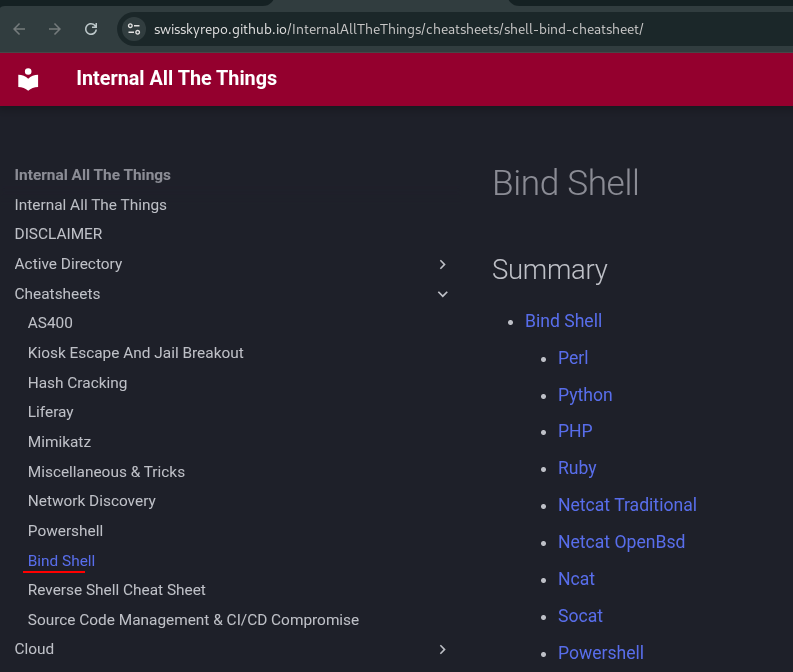 swisskyrepo.github.io/InternalAllTheThings/cheatsheets/shell-bind-cheatsheet/
Internal All The Things
Internal All The Things
Internal All The Things
DISCLAIMER
Active Directory
Cheatsheets
AS400
Kiosk Escape And Jail Breakout
Hash Cracking
Liferay
Mimikatz
Miscellaneous & Tricks
Network Discovery
Powershell
Bind Shell
Reverse Shell Cheat Sheet
Source Code Management & CI/CD Compromise
Cloud
Bind Shell
Summary
Bind Shell
Perl
Python
PHP
Ruby
Netcat Traditional
Netcat OpenBsd
Ncat
Socat
Powershell